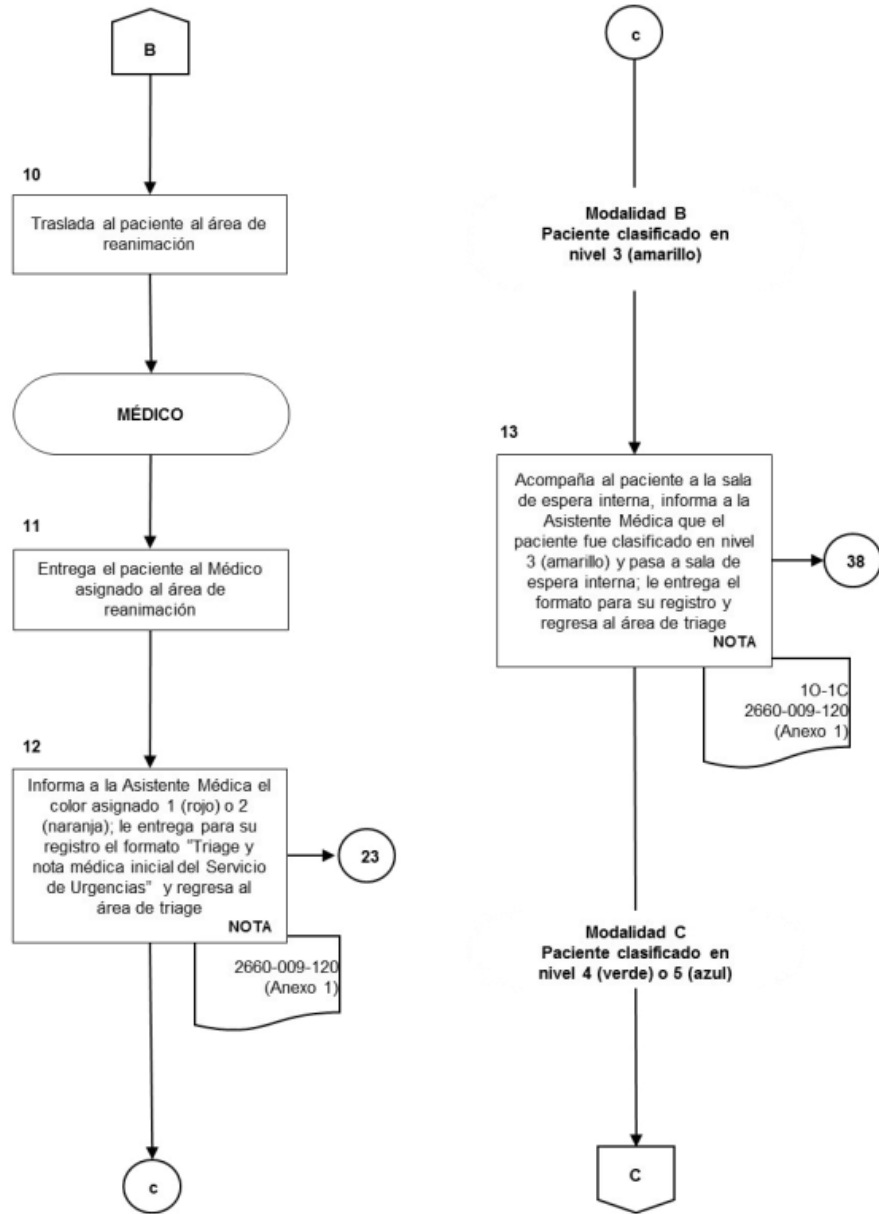 B
10
Traslada al paciente al área de
reanimación
MÉDICO
11
Entrega el paciente al Médico
asignado al área de
reanimación
12
Informa a la Asistente Médica el
color asignado 1 (rojo) o 2
(naranja); le entrega para su
registro el formato "Triage y
nota médica inicial del Servicio
de Urgencias" y regresa al
área de triage
NOTA
23
2660-009-120
(Anexo 1)
c
c
Modalidad B
Paciente clasificado en
nivel 3 (amarillo)
13
Acompaña al paciente a la sala
de espera interna, informa a la
Asistente Médica que el
paciente fue clasificado en nivel
3 (amarillo) y pasa a sala de
espera interna; le entrega el
formato para su registro y
regresa al área de triage
NOTA
38
1O-1C
2660-009-120
(Anexo 1)
Modalidad C
Paciente clasificado en
nivel 4 (verde) o 5 (azul)
C